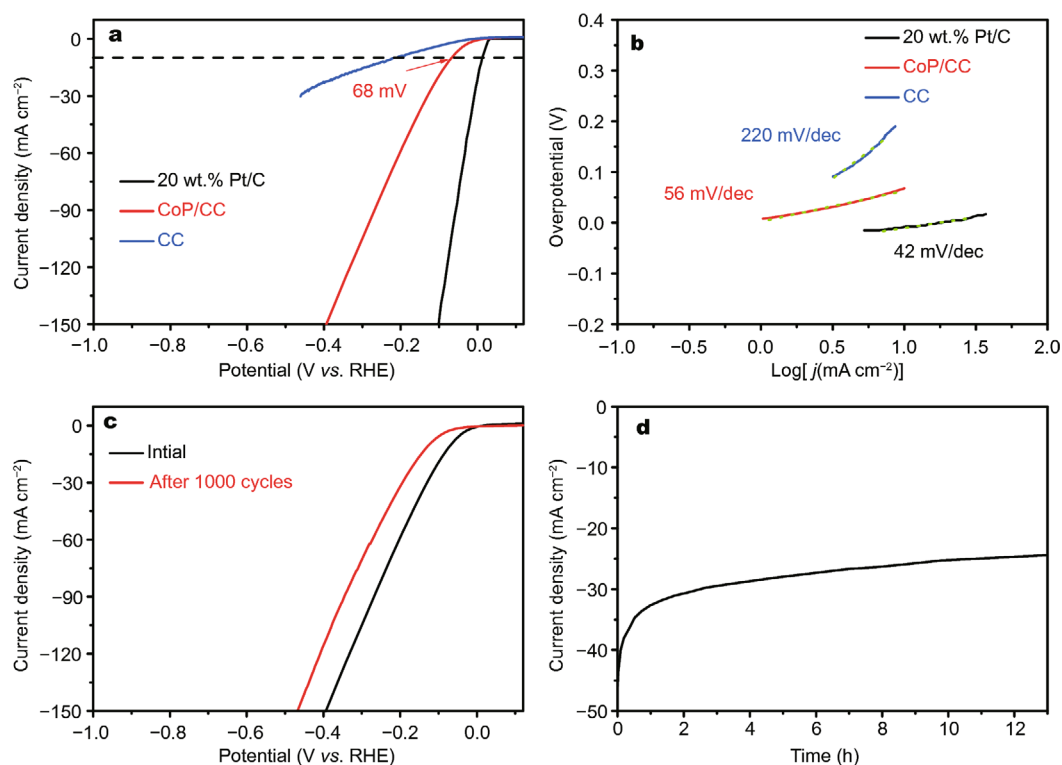 a
0
−30
−60
−90
−120
−150
Current density (mA cm⁻²)
68 mV
20 wt.% Pt/C
CoP/CC
CC
−1.0 −0.8 −0.6 −0.4 −0.2 0.0
Potential (V vs. RHE)
b
0.4
0.3
0.2
0.1
0.0
−0.1
−0.2
Overpotential (V)
20 wt.% Pt/C
CoP/CC
CC
220 mV/dec
56 mV/dec
42 mV/dec
0.0 0.5 1.0 1.5 2.0
Log[ j(mA cm⁻²)]
c
0
−30
−60
−90
−120
−150
Current density (mA cm⁻²)
Intial
After 1000 cycles
−1.0 −0.8 −0.6 −0.4 −0.2 0.0
Potential (V vs. RHE)
d
0
−10
−20
−30
−40
−50
Current density (mA cm⁻²)
0 2 4 6 8 10 12
Time (h)